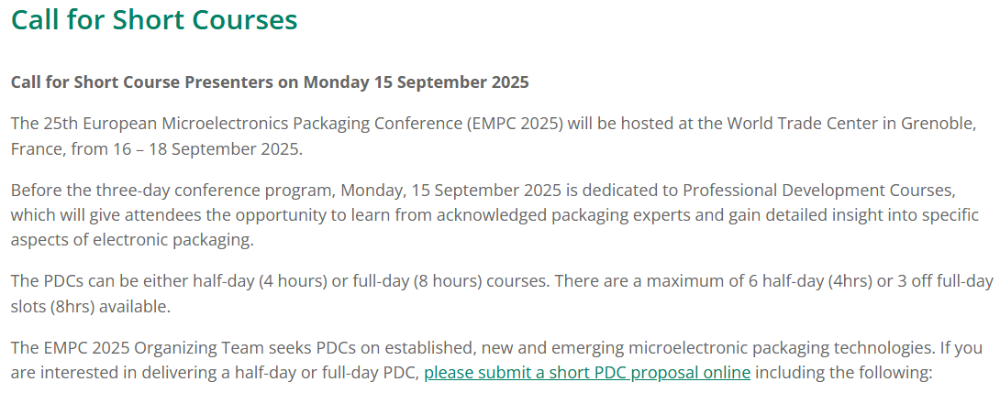 Call for Short Courses
Call for Short Course Presenters on Monday 15 September 2025
The 25th European Microelectronics Packaging Conference (EMPC 2025) will be hosted at the World Trade Center in Grenoble,
France, from 16 – 18 September 2025.
Before the three-day conference program, Monday, 15 September 2025 is dedicated to Professional Development Courses,
which will give attendees the opportunity to learn from acknowledged packaging experts and gain detailed insight into specific
aspects of electronic packaging.
The PDCs can be either half-day (4 hours) or full-day (8 hours) courses. There are a maximum of 6 half-day (4hrs) or 3 off full-day
slots (8hrs) available.
The EMPC 2025 Organizing Team seeks PDCs on established, new and emerging microelectronic packaging technologies. If you
are interested in delivering a half-day or full-day PDC, please submit a short PDC proposal online including the following: